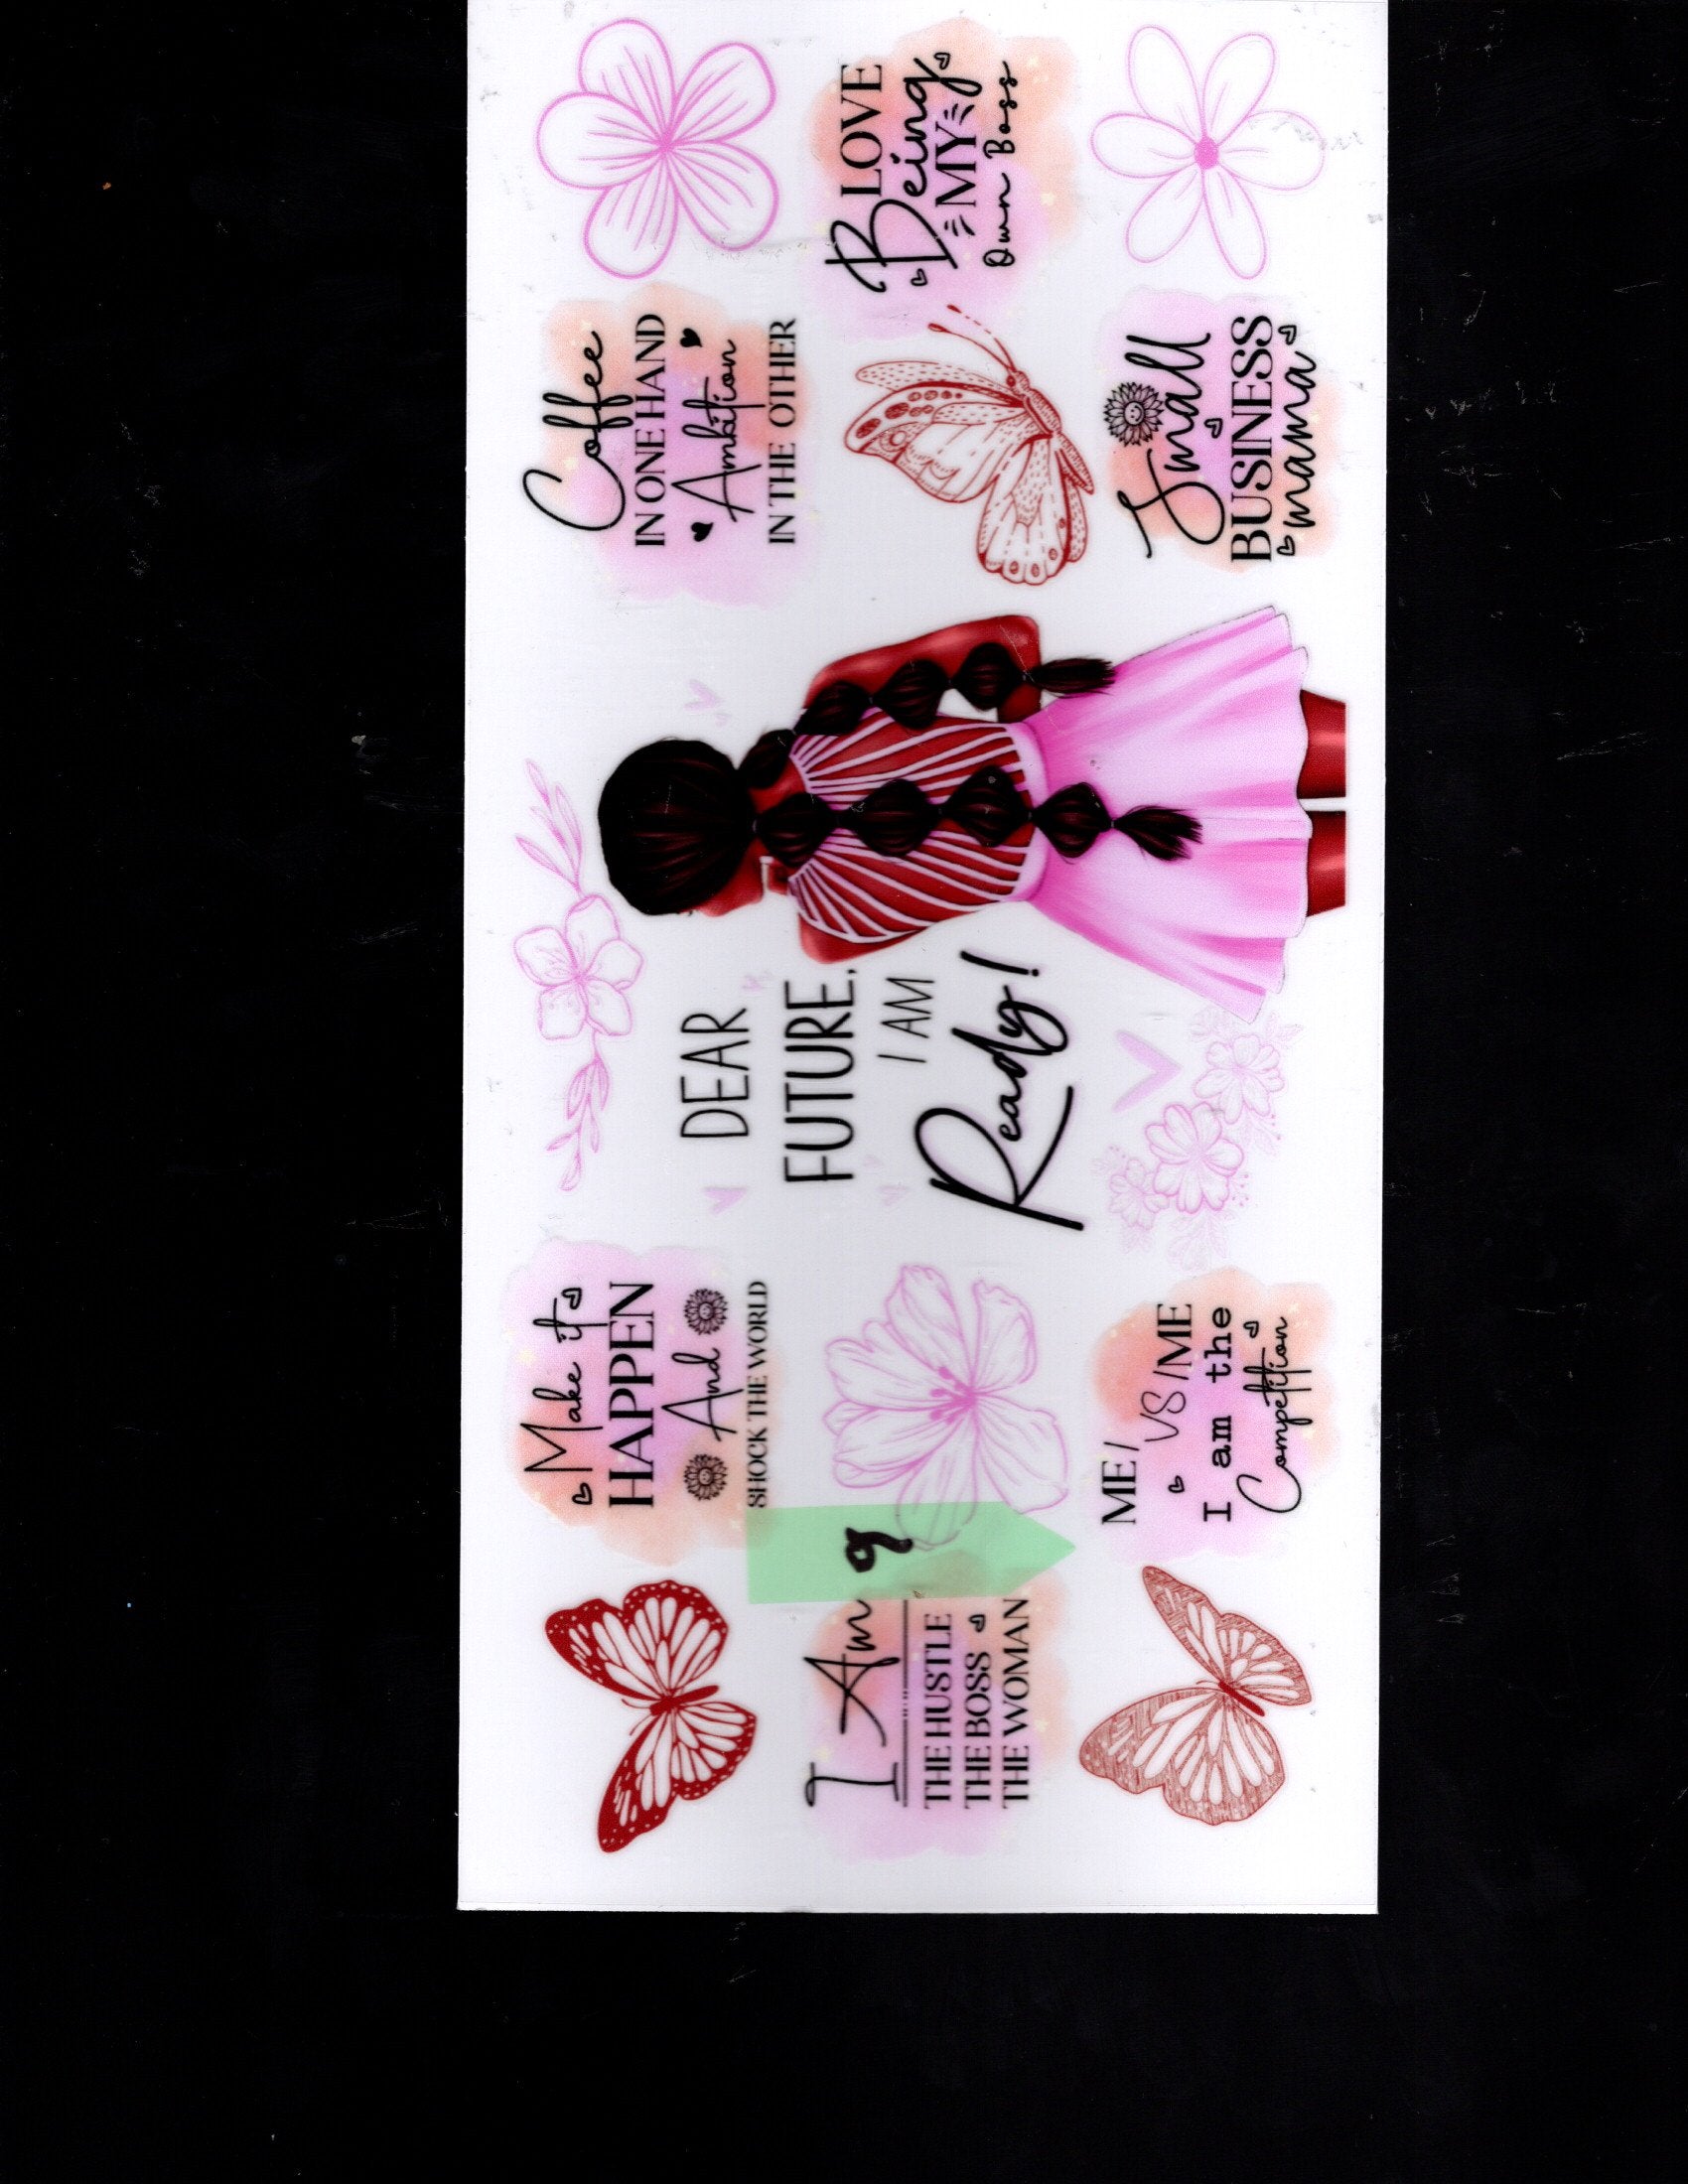 I Am
THE HUSTLE
THE BOSS
THE WOMAN
9
Make it
HAPPEN
And
SHOCK THE WORLD
ME/
VS /ME
I am the
Competition
DEAR
FUTURE,
I AM
Ready!
Coffee
IN ONE HAND
Ambition
IN THE OTHER
Small
BUSINESS
mama
LOVE
Being
MY
Own Boss